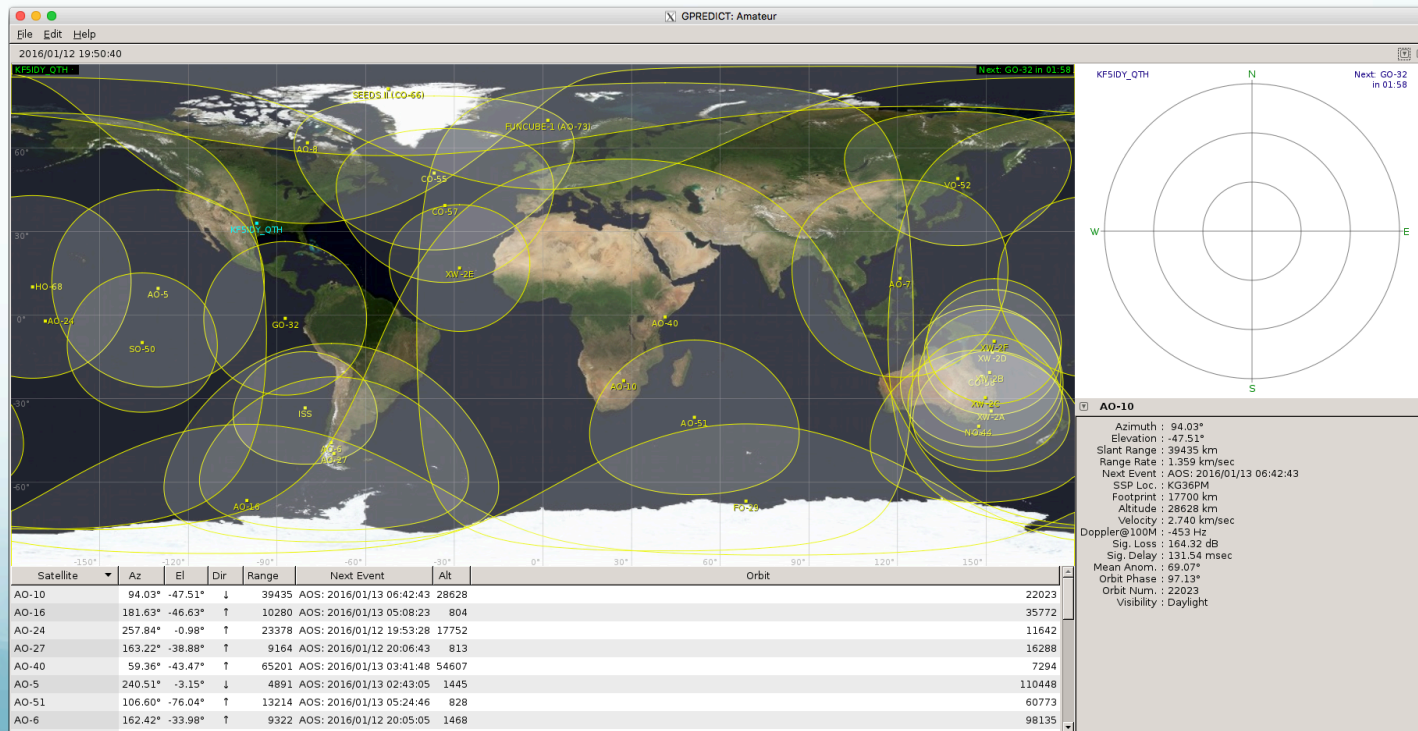 GPREDICT: Amateur
File Edit Help
2016/01/12 19:50:40
KF5IDY_QTH
Next: GO-32 in 01:58
SEEDS II (CO-66)
FUNCUBE-1 (AO-73)
60°
CO-55
VO-52
CO-57
KF5IDY_QTH
30°
XW-2E
HO-68
AO-5
AO-7
AO-24
0°
GO-32
AO-40
SO-50
XW-2F
XW-2D
AO-10
-30°
ISS
AO-51
XW-2C
XW-2A
NO-44
AO-27
-60°
AO-16
FO-29
-150° -120° -90° -60° -30° 0° 30° 60° 90° 120° 150°
KF5IDY_QTH
N
Next: GO-32
in 01:58
W
E
S
AO-10
Azimuth : 94.03°
Elevation : -47.51°
Slant Range : 39435 km
Range Rate : 1.359 km/sec
Next Event : AOS: 2016/01/13 06:42:43
SSP Loc. : KG36PM
Footprint : 17700 km
Altitude : 28628 km
Velocity : 2.740 km/sec
Doppler@100M : -453 Hz
Sig. Loss : 164.32 dB
Sig. Delay : 131.54 msec
Mean Anom. : 69.07°
Orbit Phase : 97.13°
Orbit Num. : 22023
Visibility : Daylight
Satellite Az El Dir Range Next Event Alt Orbit
AO-10 94.03° -47.51° ↓ 39435 AOS: 2016/01/13 06:42:43 28628 22023
AO-16 181.63° -46.63° ↑ 10280 AOS: 2016/01/13 05:08:23 804 35772
AO-24 257.84° -0.98° ↑ 23378 AOS: 2016/01/12 19:53:28 17752 11642
AO-27 163.22° -38.88° ↑ 9164 AOS: 2016/01/12 20:06:43 813 16288
AO-40 59.36° -43.47° ↑ 65201 AOS: 2016/01/13 03:41:48 54607 7294
AO-5 240.51° -3.15° ↓ 4891 AOS: 2016/01/13 02:43:05 1445 110448
AO-51 106.60° -76.04° ↑ 13214 AOS: 2016/01/13 05:24:46 828 60773
AO-6 162.42° -33.98° ↑ 9322 AOS: 2016/01/12 20:05:05 1468 98135